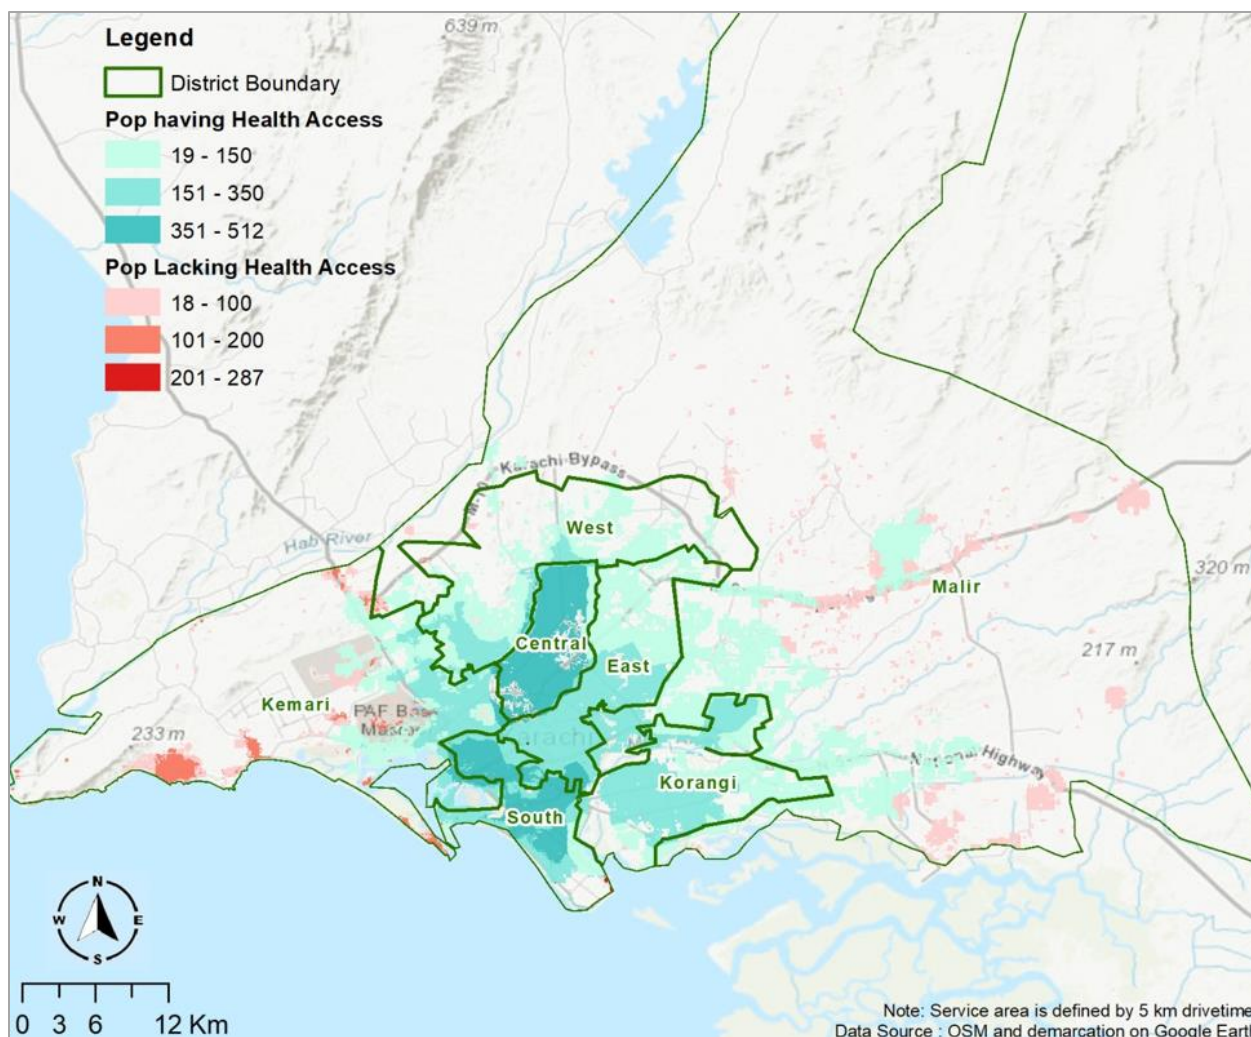 639 m
Legend
District Boundary
Pop having Health Access
19 - 150
151 - 350
351 - 512
Pop Lacking Health Access
18 - 100
101 - 200
201 - 287
Karachi Bypass
West
Hab River
320 m
Malir
Central
East
217 m
Kemari
PAF Base
233 m
National Highway
Korangi
South
N
W E
S
0 3 6 12 Km
Note: Service area is defined by 5 km drivetime
Data Source : OSM and demarcation on Google Earth